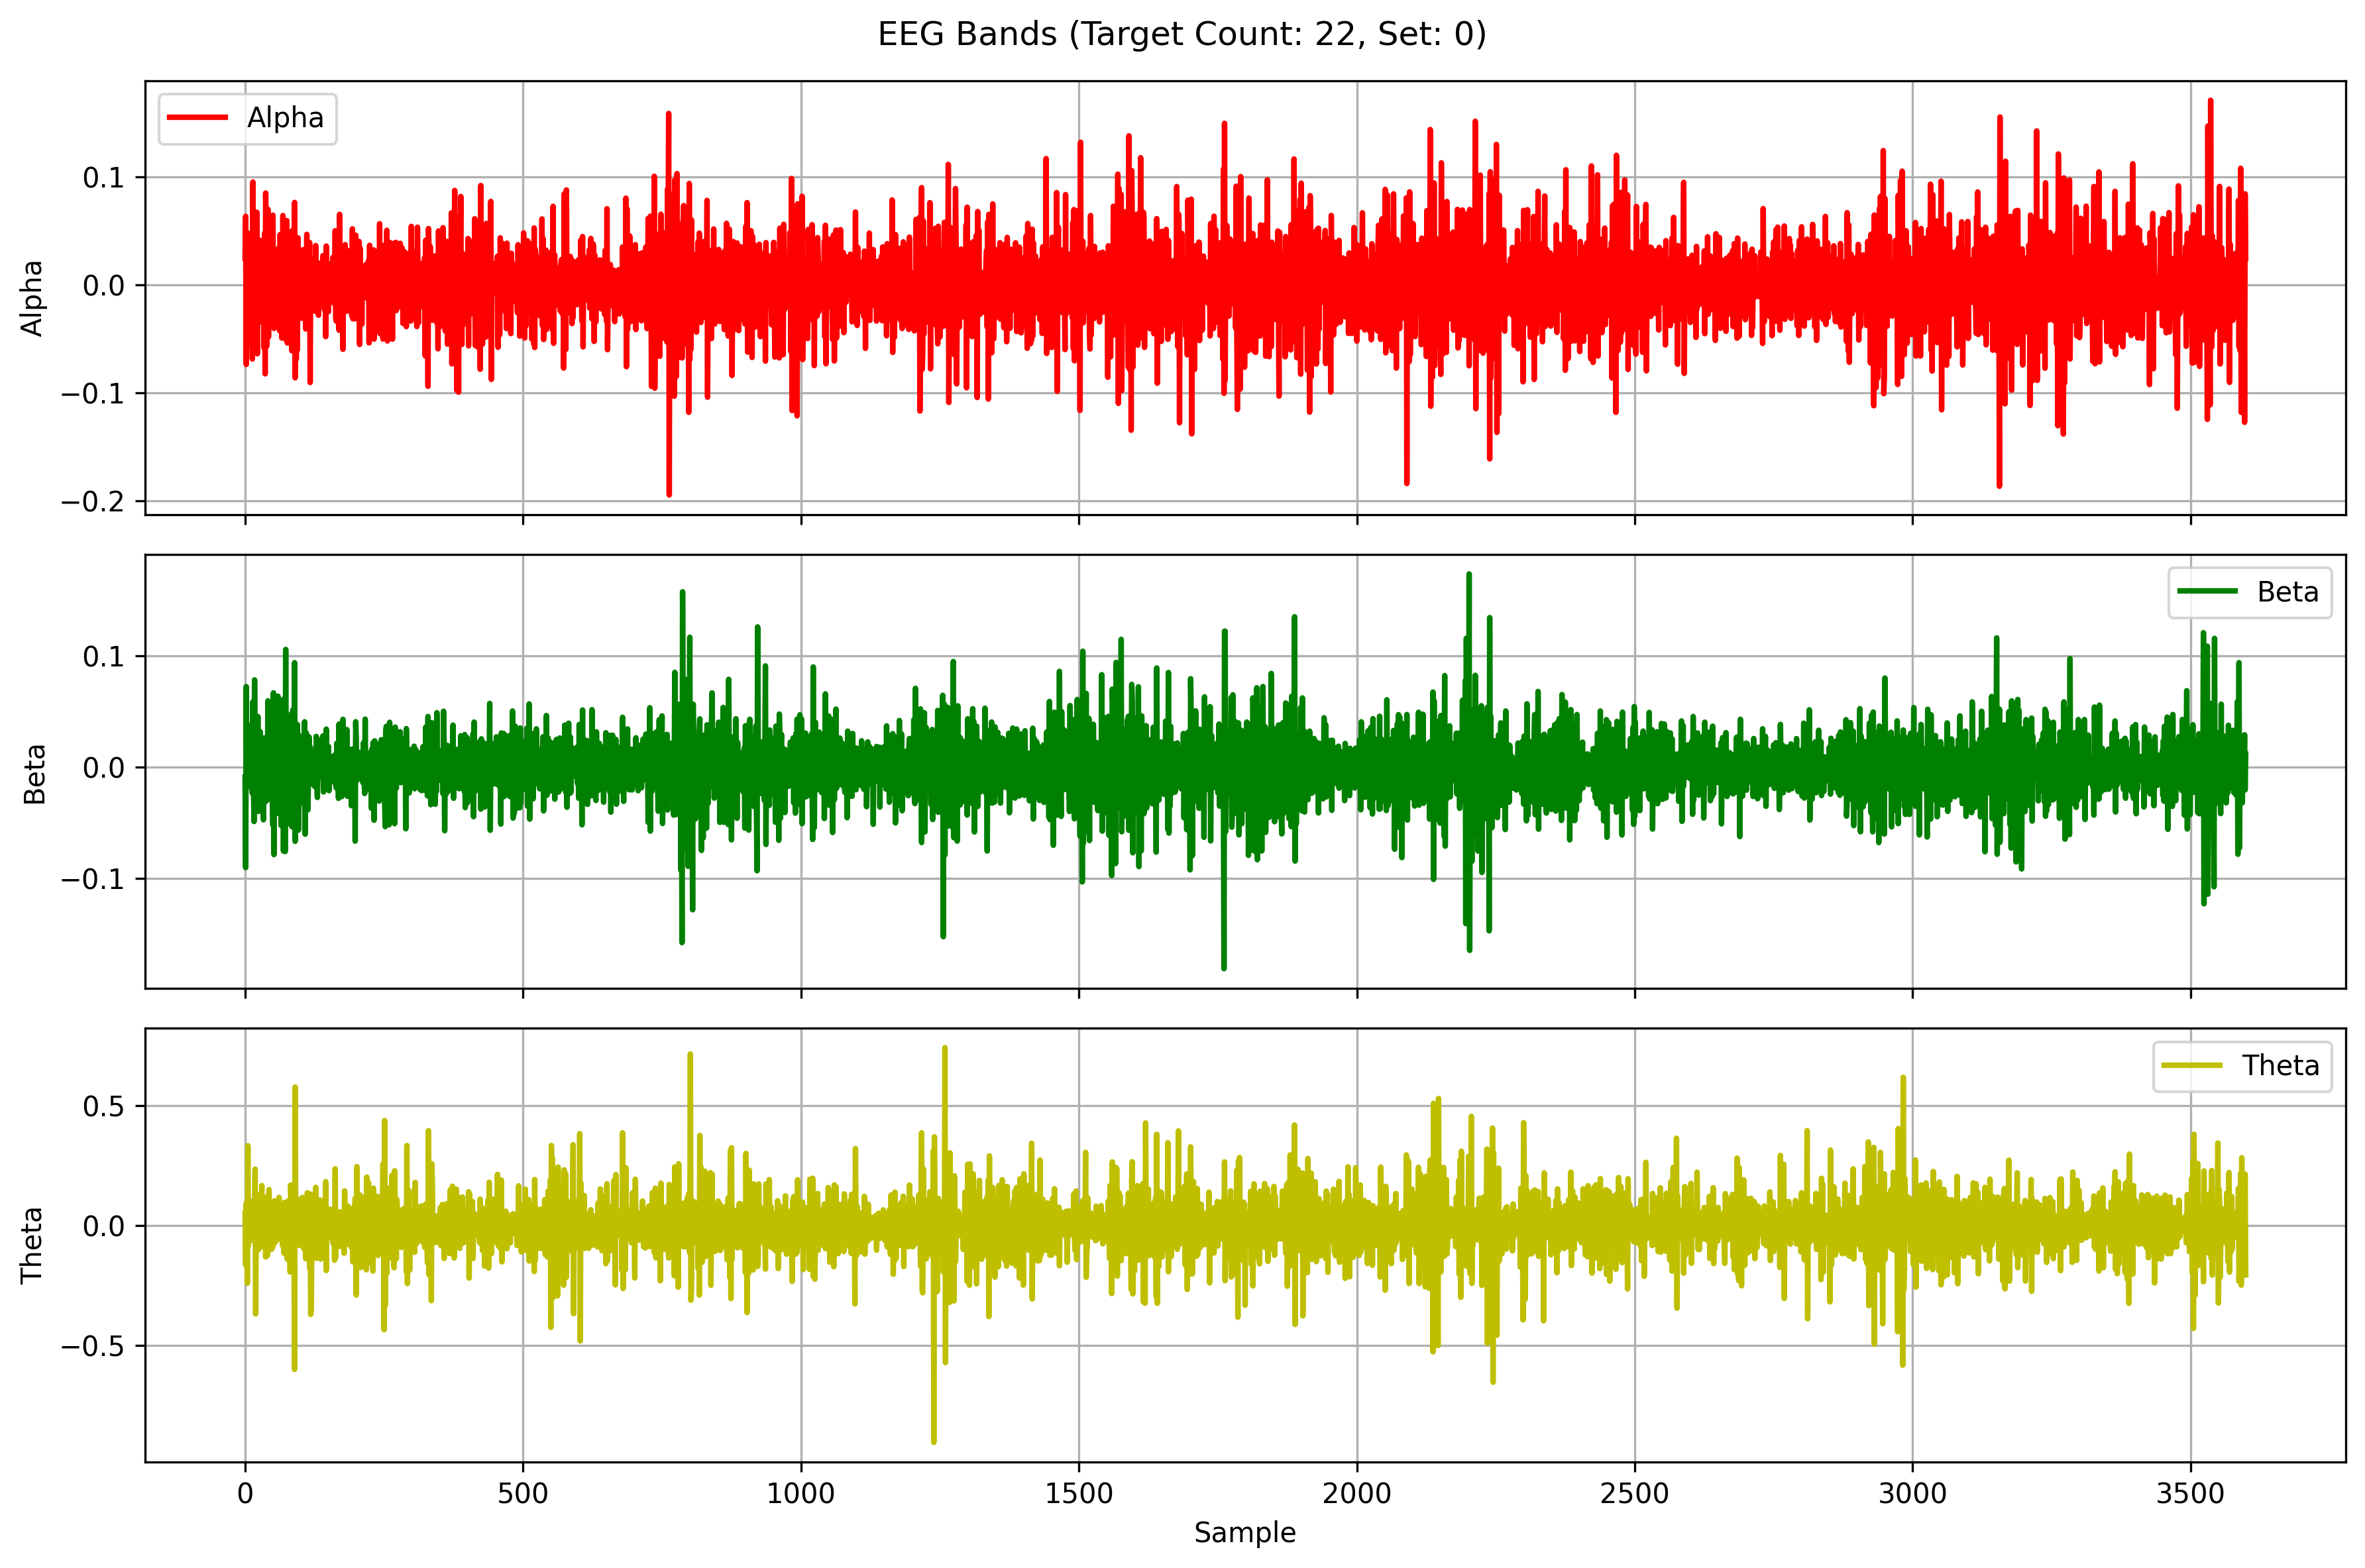 EEG Bands (Target Count: 22, Set: 0)
Alpha
0.1
0.0
−0.1
−0.2
Alpha
Beta
0.1
0.0
−0.1
Beta
Theta
0.5
0.0
−0.5
Theta
0 500 1000 1500 2000 2500 3000 3500
Sample